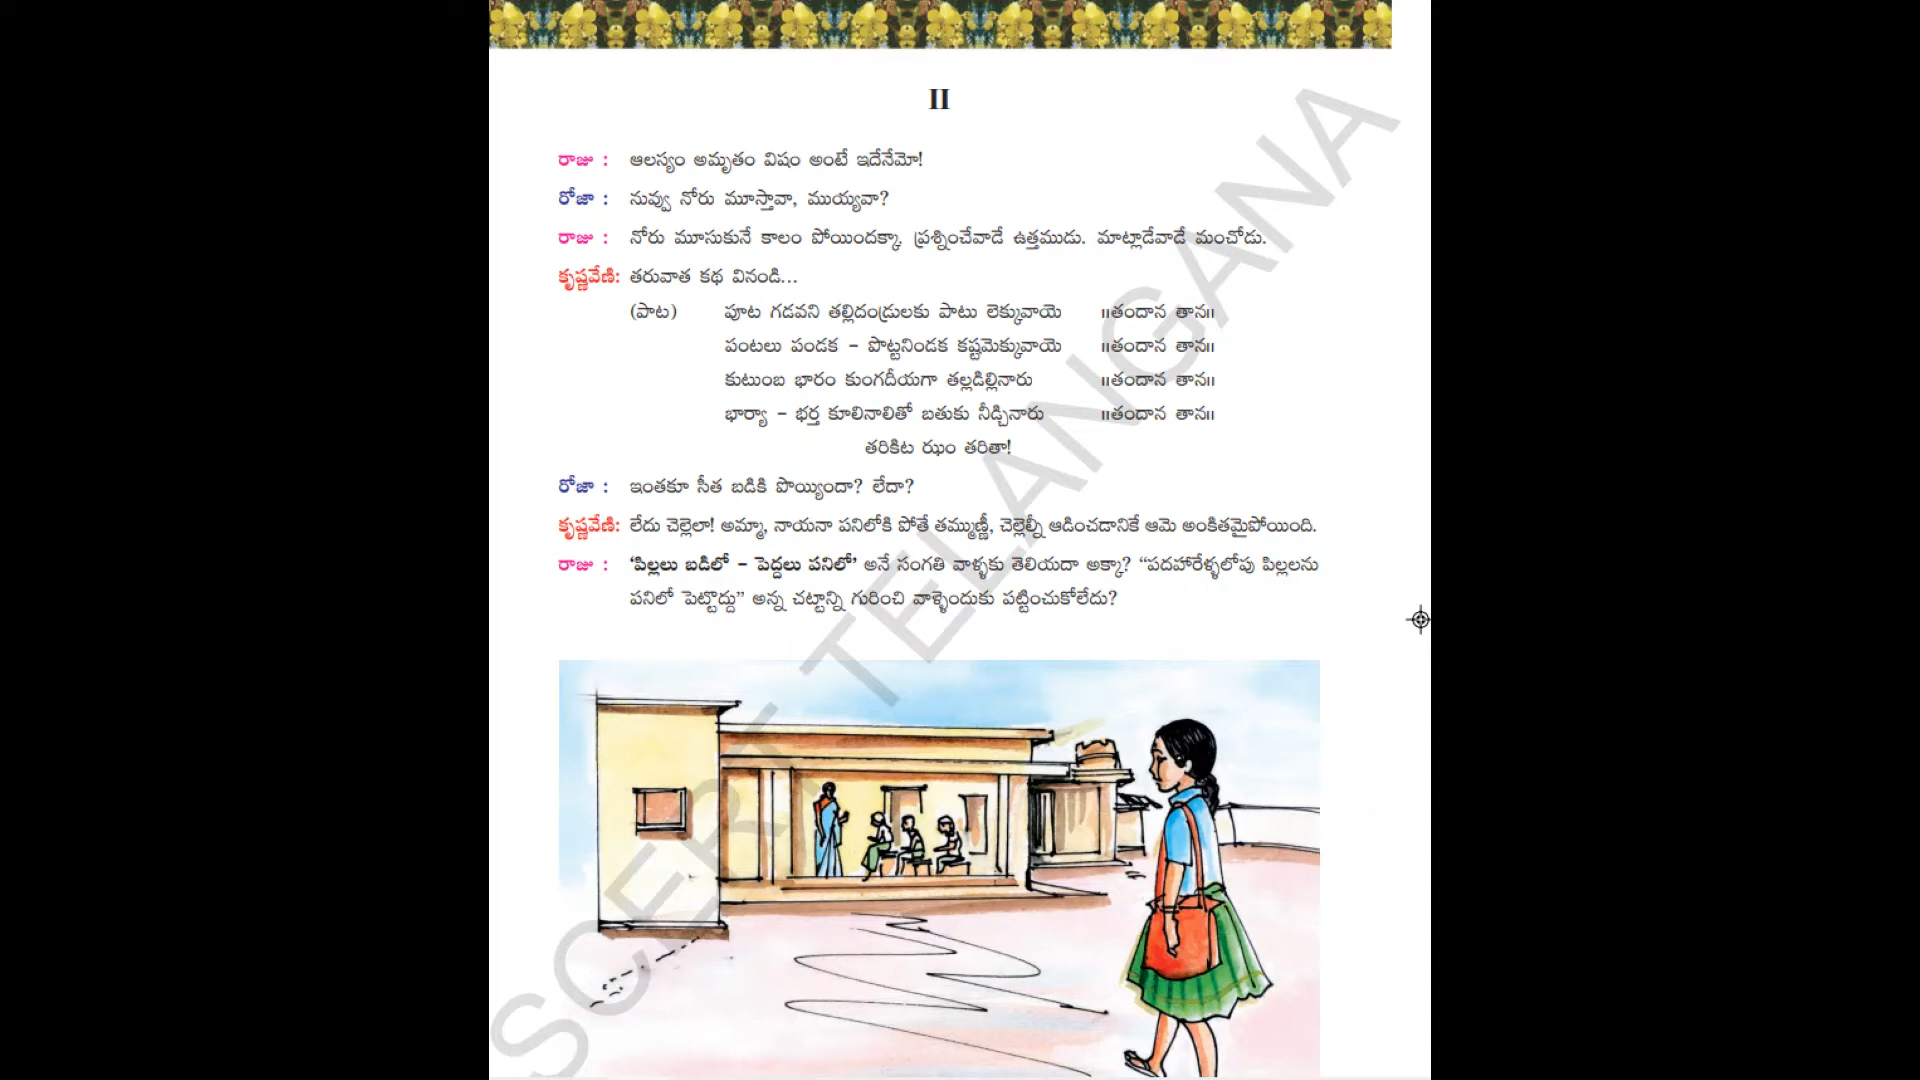 II
రాజు : ఆలస్యం అమృతం విషం అంటే ఇదేనేమో!
రోజా : నువ్వు నోరు మూస్తావా, ముయ్యవా?
రాజు : నోరు మూసుకునే కాలం పోయిందక్కా. ప్రశ్నించేవాడే ఉత్తముడు. మాట్లాడేవాడే మంచోడు.
కృష్ణవేణి: తరువాత కథ వినండి...
(పాట) పూట గడవని తల్లిదండ్రులకు పాటు లెక్కువాయె ॥తందాన తాన॥
పంటలు పండక – పొట్టనిండక కష్టమెక్కువాయె ॥తందాన తాన॥
కుటుంబ భారం కుంగదీయగా తల్లడిల్లినారు ॥తందాన తాన॥
భార్యా – భర్త కూలినాలితో బతుకు నీడ్చినారు ॥తందాన తాన॥
తరికిట ఝం తరితా!
రోజా : ఇంతకూ సీత బడికి పొయ్యిందా? లేదా?
కృష్ణవేణి: లేదు చెల్లెలా! అమ్మా, నాయనా పనిలోకి పోతే తమ్ముణ్ణీ, చెల్లెల్నీ ఆడించడానికే ఆమె అంకితమైపోయింది.
రాజు : ‘పిల్లలు బడిలో – పెద్దలు పనిలో’ అనే సంగతి వాళ్ళకు తెలియదా అక్కా? “పదహారేళ్ళలోపు పిల్లలను
పనిలో పెట్టొద్దు” అన్న చట్టాన్ని గురించి వాళ్ళెందుకు పట్టించుకోలేదు?
SCERT TELANGANA